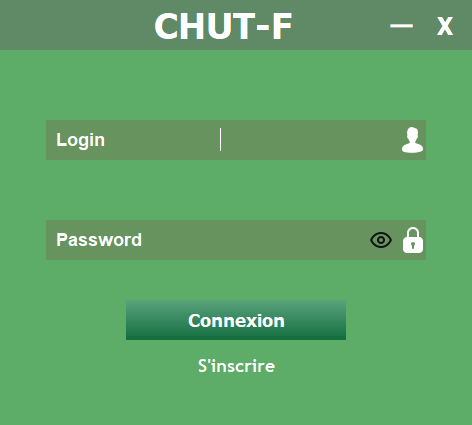 CHUT-F — X
Login
Password
Connexion
S'inscrire